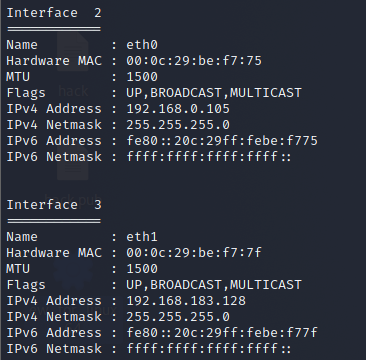 Interface  2
============
Name         : eth0
Hardware MAC : 00:0c:29:be:f7:75
MTU          : 1500
Flags        : UP,BROADCAST,MULTICAST
IPv4 Address : 192.168.0.105
IPv4 Netmask : 255.255.255.0
IPv6 Address : fe80::20c:29ff:febe:f775
IPv6 Netmask : ffff:ffff:ffff:ffff::
Interface  3
============
Name         : eth1
Hardware MAC : 00:0c:29:be:f7:7f
MTU          : 1500
Flags        : UP,BROADCAST,MULTICAST
IPv4 Address : 192.168.183.128
IPv4 Netmask : 255.255.255.0
IPv6 Address : fe80::20c:29ff:febe:f77f
IPv6 Netmask : ffff:ffff:ffff:ffff::